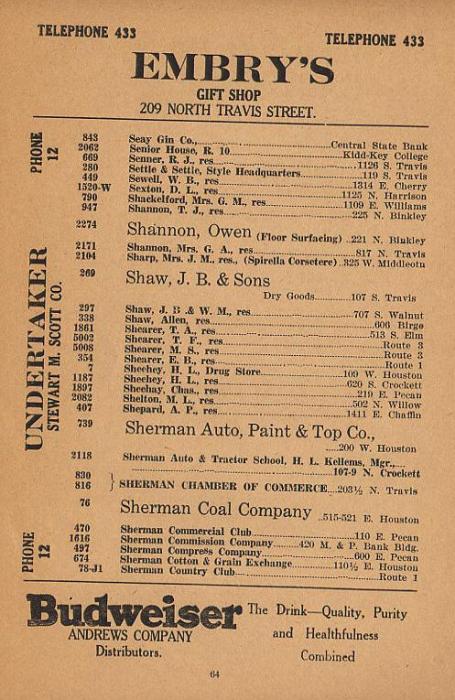 TELEPHONE 433 TELEPHONE 433
EMBRY'S
GIFT SHOP
209 NORTH TRAVIS STREET.
PHONE 12
UNDERTAKER
STEWART M. SCOTT CO.
PHONE 12
843 Seay Gin Co., Central State Bank
2062 Senior House, R. 10 Kidd-Key College
669 Senner, R. J., res 1126 S. Travis
280 Settle & Settle, Style Headquarters 119 S. Travis
449 Sewell, W. B., res 1314 E. Cherry
1520-W Sexton, D. L., res 1125 N. Harrison
790 Shackelford, Mrs. G. M., res 1109 E. Williams
947 Shannon, T. J., res 225 N. Binkley
2274 Shannon, Owen (Floor Surfacing) 221 N. Binkley
2171 Shannon, Mrs. G. A., res 817 N. Travis
2104 Sharp, Mrs. J. M., res., (Spirella Corsetere) 325 W. Middleotn
269 Shaw, J. B. & Sons
Dry Goods 107 S. Travis
297 Shaw, J. B. & W. M., res 707 S. Walnut
338 Shaw, Allen, res 606 Birge
1861 Shearer, T. A., res 513 S. Elm
5002 Shearer, T. F., res Route 3
5008 Shearer, M. S., res Route 3
354 Shearer, E. B., res Route 1
7 Sheehey, H. L., Drug Store 109 W. Houston
1187 Sheehey, H. L., res 620 S. Crockett
1897 Sheehay, Chas., res 219 E. Pecan
2082 Shelton, M. L., res 502 N. Willow
407 Shepard, A. P., res 1411 E. Chaffin
739 Sherman Auto, Paint & Top Co.,
200 W. Houston
2118 Sherman Auto & Tractor School, H. L. Kellems, Mgr.,
107-9 N. Crockett
830
816 } SHERMAN CHAMBER OF COMMERCE 203½ N. Travis
76 Sherman Coal Company 515-521 E. Houston
470 Sherman Commercial Club 110 E. Pecan
1616 Sherman Commission Company 420 M. & P. Bank Bldg.
497 Sherman Compress Company 600 E. Pecan
674 Sherman Cotton & Grain Exchange 110½ E. Houston
78-J1 Sherman Country Club Route 1
Budweiser The Drink—Quality, Purity
ANDREWS COMPANY and Healthfulness
Distributors. Combined
64